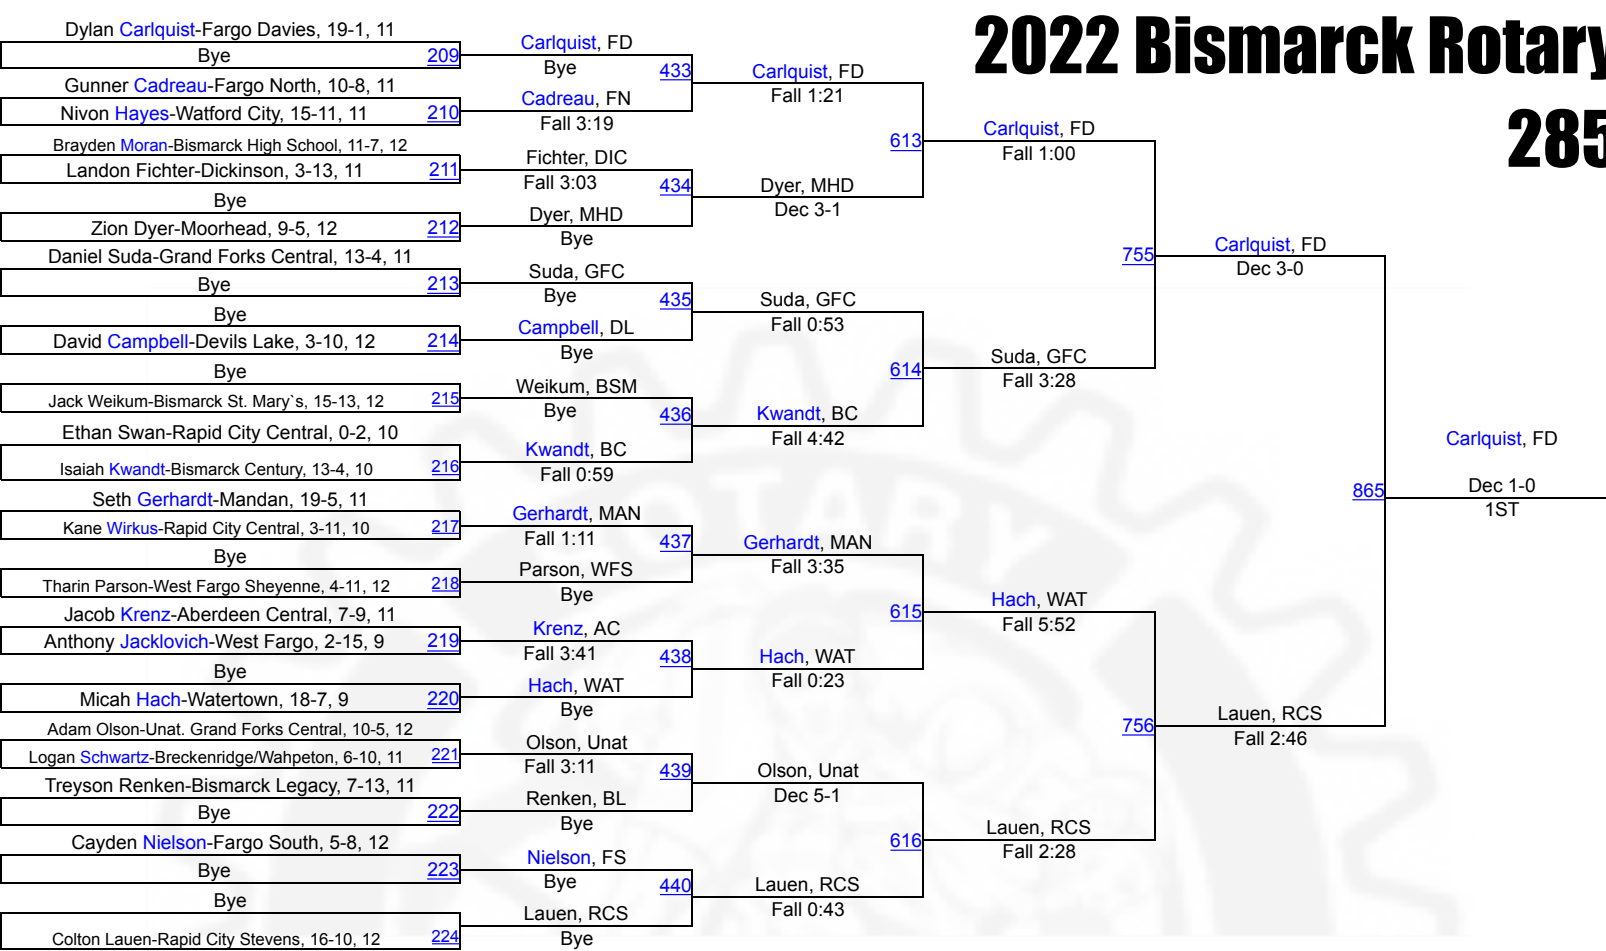 2022 Bismarck Rotary
285
Dylan Carlquist-Fargo Davies, 19-1, 11
Bye
209
Gunner Cadreau-Fargo North, 10-8, 11
Nivon Hayes-Watford City, 15-11, 11
210
Brayden Moran-Bismarck High School, 11-7, 12
Landon Fichter-Dickinson, 3-13, 11
211
Bye
Zion Dyer-Moorhead, 9-5, 12
212
Daniel Suda-Grand Forks Central, 13-4, 11
Bye
213
Bye
David Campbell-Devils Lake, 3-10, 12
214
Bye
Jack Weikum-Bismarck St. Mary`s, 15-13, 12
215
Ethan Swan-Rapid City Central, 0-2, 10
Isaiah Kwandt-Bismarck Century, 13-4, 10
216
Seth Gerhardt-Mandan, 19-5, 11
Kane Wirkus-Rapid City Central, 3-11, 10
217
Bye
Tharin Parson-West Fargo Sheyenne, 4-11, 12
218
Jacob Krenz-Aberdeen Central, 7-9, 11
Anthony Jacklovich-West Fargo, 2-15, 9
219
Bye
Micah Hach-Watertown, 18-7, 9
220
Adam Olson-Unat. Grand Forks Central, 10-5, 12
Logan Schwartz-Breckenridge/Wahpeton, 6-10, 11
221
Treyson Renken-Bismarck Legacy, 7-13, 11
Bye
222
Cayden Nielson-Fargo South, 5-8, 12
Bye
223
Bye
Colton Lauen-Rapid City Stevens, 16-10, 12
224
Carlquist, FD
Bye
433
Cadreau, FN
Fall 3:19
Fichter, DIC
Fall 3:03
434
Dyer, MHD
Bye
Suda, GFC
Bye
435
Campbell, DL
Bye
Weikum, BSM
Bye
436
Kwandt, BC
Fall 0:59
Gerhardt, MAN
Fall 1:11
437
Parson, WFS
Bye
Krenz, AC
Fall 3:41
438
Hach, WAT
Bye
Olson, Unat
Fall 3:11
439
Renken, BL
Bye
Nielson, FS
Bye
440
Lauen, RCS
Bye
Carlquist, FD
Fall 1:21
613
Dyer, MHD
Dec 3-1
Suda, GFC
Fall 0:53
614
Kwandt, BC
Fall 4:42
Gerhardt, MAN
Fall 3:35
615
Hach, WAT
Fall 0:23
Olson, Unat
Dec 5-1
616
Lauen, RCS
Fall 0:43
Carlquist, FD
Fall 1:00
755
Suda, GFC
Fall 3:28
Hach, WAT
Fall 5:52
756
Lauen, RCS
Fall 2:28
Carlquist, FD
Dec 3-0
865
Lauen, RCS
Fall 2:46
Carlquist, FD
Dec 1-0
1ST
ROTARY